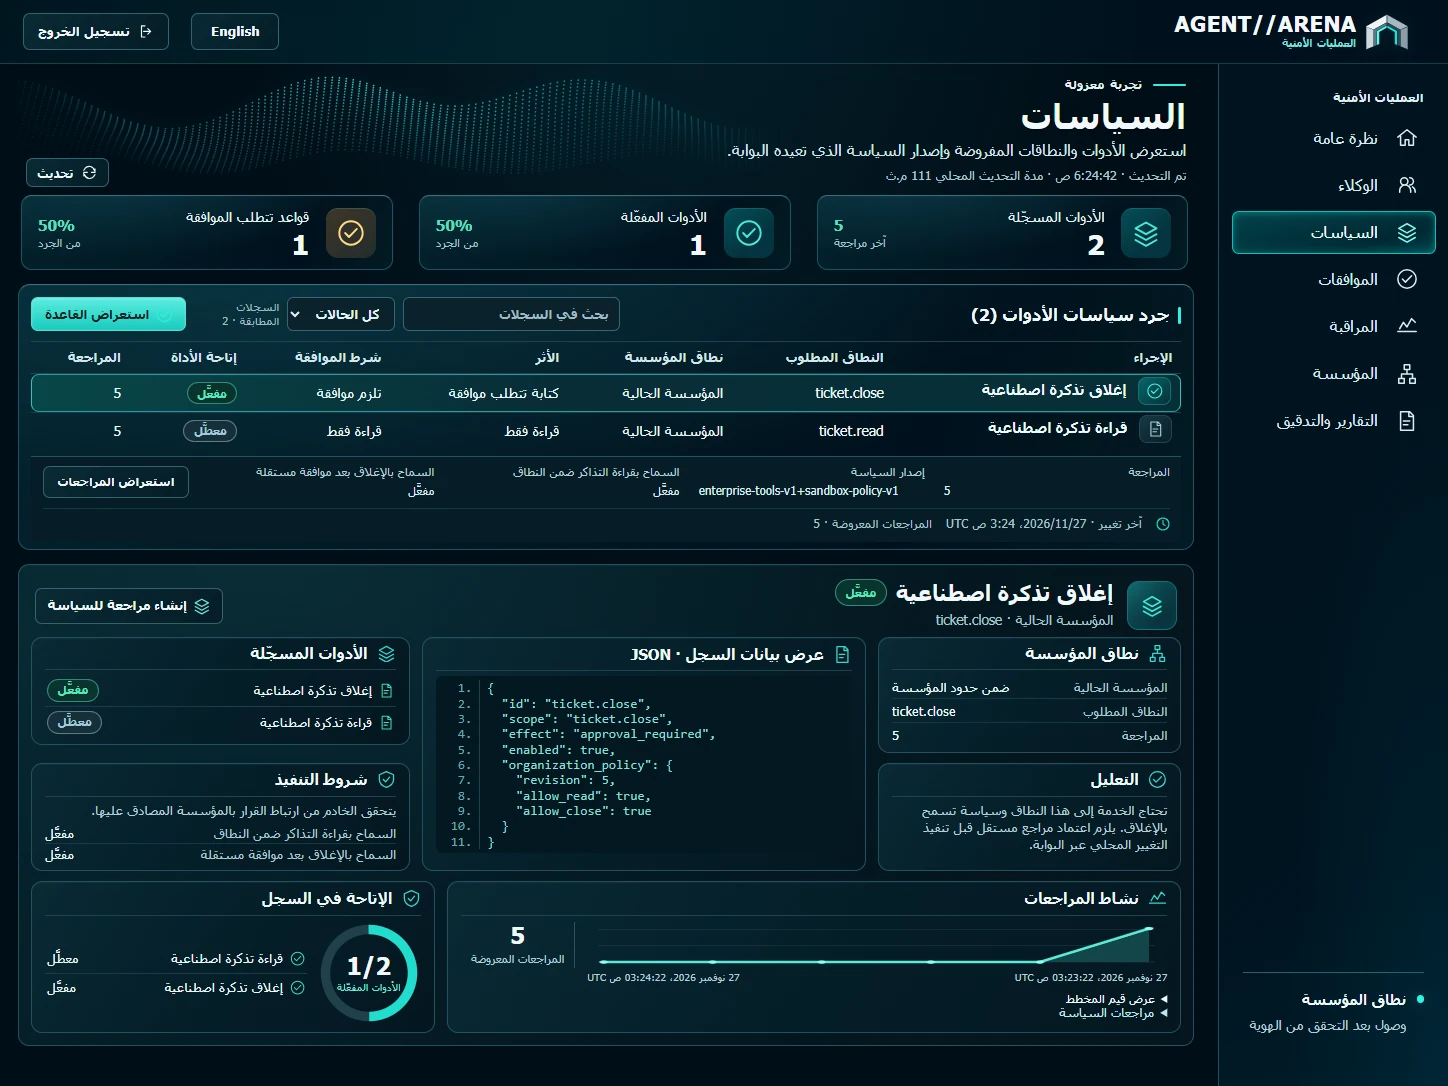 AGENT//ARENA
العمليات الأمنية
English
تسجيل الخروج
العمليات الأمنية
نظرة عامة
الوكلاء
السياسات
الموافقات
المراقبة
المؤسسة
التقارير والتدقيق
نطاق المؤسسة
وصول بعد التحقق من الهوية
تجربة معزولة
السياسات
استعرض الأدوات والنطاقات المفروضة وإصدار السياسة الذي تعيده البوابة.
تم التحديث · 6:24:42 ص · مدة التحديث المحلي 111 م.ث
تحديث
الأدوات المسجّلة
2
5
آخر مراجعة
الأدوات المفعّلة
1
50%
من الجرد
قواعد تتطلب الموافقة
1
50%
من الجرد
جرد سياسات الأدوات (2)
بحث في السجلات
كل الحالات
السجلات المطابقة · 2
استعراض القاعدة
الإجراء النطاق المطلوب نطاق المؤسسة الأثر شرط الموافقة إتاحة الأداة المراجعة
إغلاق تذكرة اصطناعية ticket.close المؤسسة الحالية كتابة تتطلب موافقة تلزم موافقة مفعّل 5
قراءة تذكرة اصطناعية ticket.read المؤسسة الحالية قراءة فقط قراءة فقط معطّل 5
المراجعة إصدار السياسة السماح بقراءة التذاكر ضمن النطاق السماح بالإغلاق بعد موافقة مستقلة
5 enterprise-tools-v1+sandbox-policy-v1 مفعّل مفعّل
استعراض المراجعات
آخر تغيير · 2026/11/27، 3:24 ص UTC المراجعات المعروضة · 5
إغلاق تذكرة اصطناعية مفعّل
المؤسسة الحالية · ticket.close
إنشاء مراجعة للسياسة
نطاق المؤسسة
المؤسسة الحالية ضمن حدود المؤسسة
النطاق المطلوب ticket.close
المراجعة 5
التعليل
تحتاج الخدمة إلى هذا النطاق وسياسة تسمح
بالإغلاق. يلزم اعتماد مراجع مستقل قبل تنفيذ
التغيير المحلي عبر البوابة.
عرض بيانات السجل · JSON
1. {
2. "id": "ticket.close",
3. "scope": "ticket.close",
4. "effect": "approval_required",
5. "enabled": true,
6. "organization_policy": {
7. "revision": 5,
8. "allow_read": true,
9. "allow_close": true
10. }
11. }
الأدوات المسجّلة
إغلاق تذكرة اصطناعية مفعّل
قراءة تذكرة اصطناعية معطّل
شروط التنفيذ
يتحقق الخادم من ارتباط القرار بالمؤسسة المصادق عليها.
السماح بقراءة التذاكر ضمن النطاق مفعّل
السماح بالإغلاق بعد موافقة مستقلة مفعّل
نشاط المراجعات
5
المراجعات المعروضة
27 نوفمبر 2026، 03:23:22 ص UTC
27 نوفمبر 2026، 03:24:22 ص UTC
عرض قيم المخطط
مراجعات السياسة
الإتاحة في السجل
1/2
الأدوات المفعّلة
قراءة تذكرة اصطناعية معطّل
إغلاق تذكرة اصطناعية مفعّل